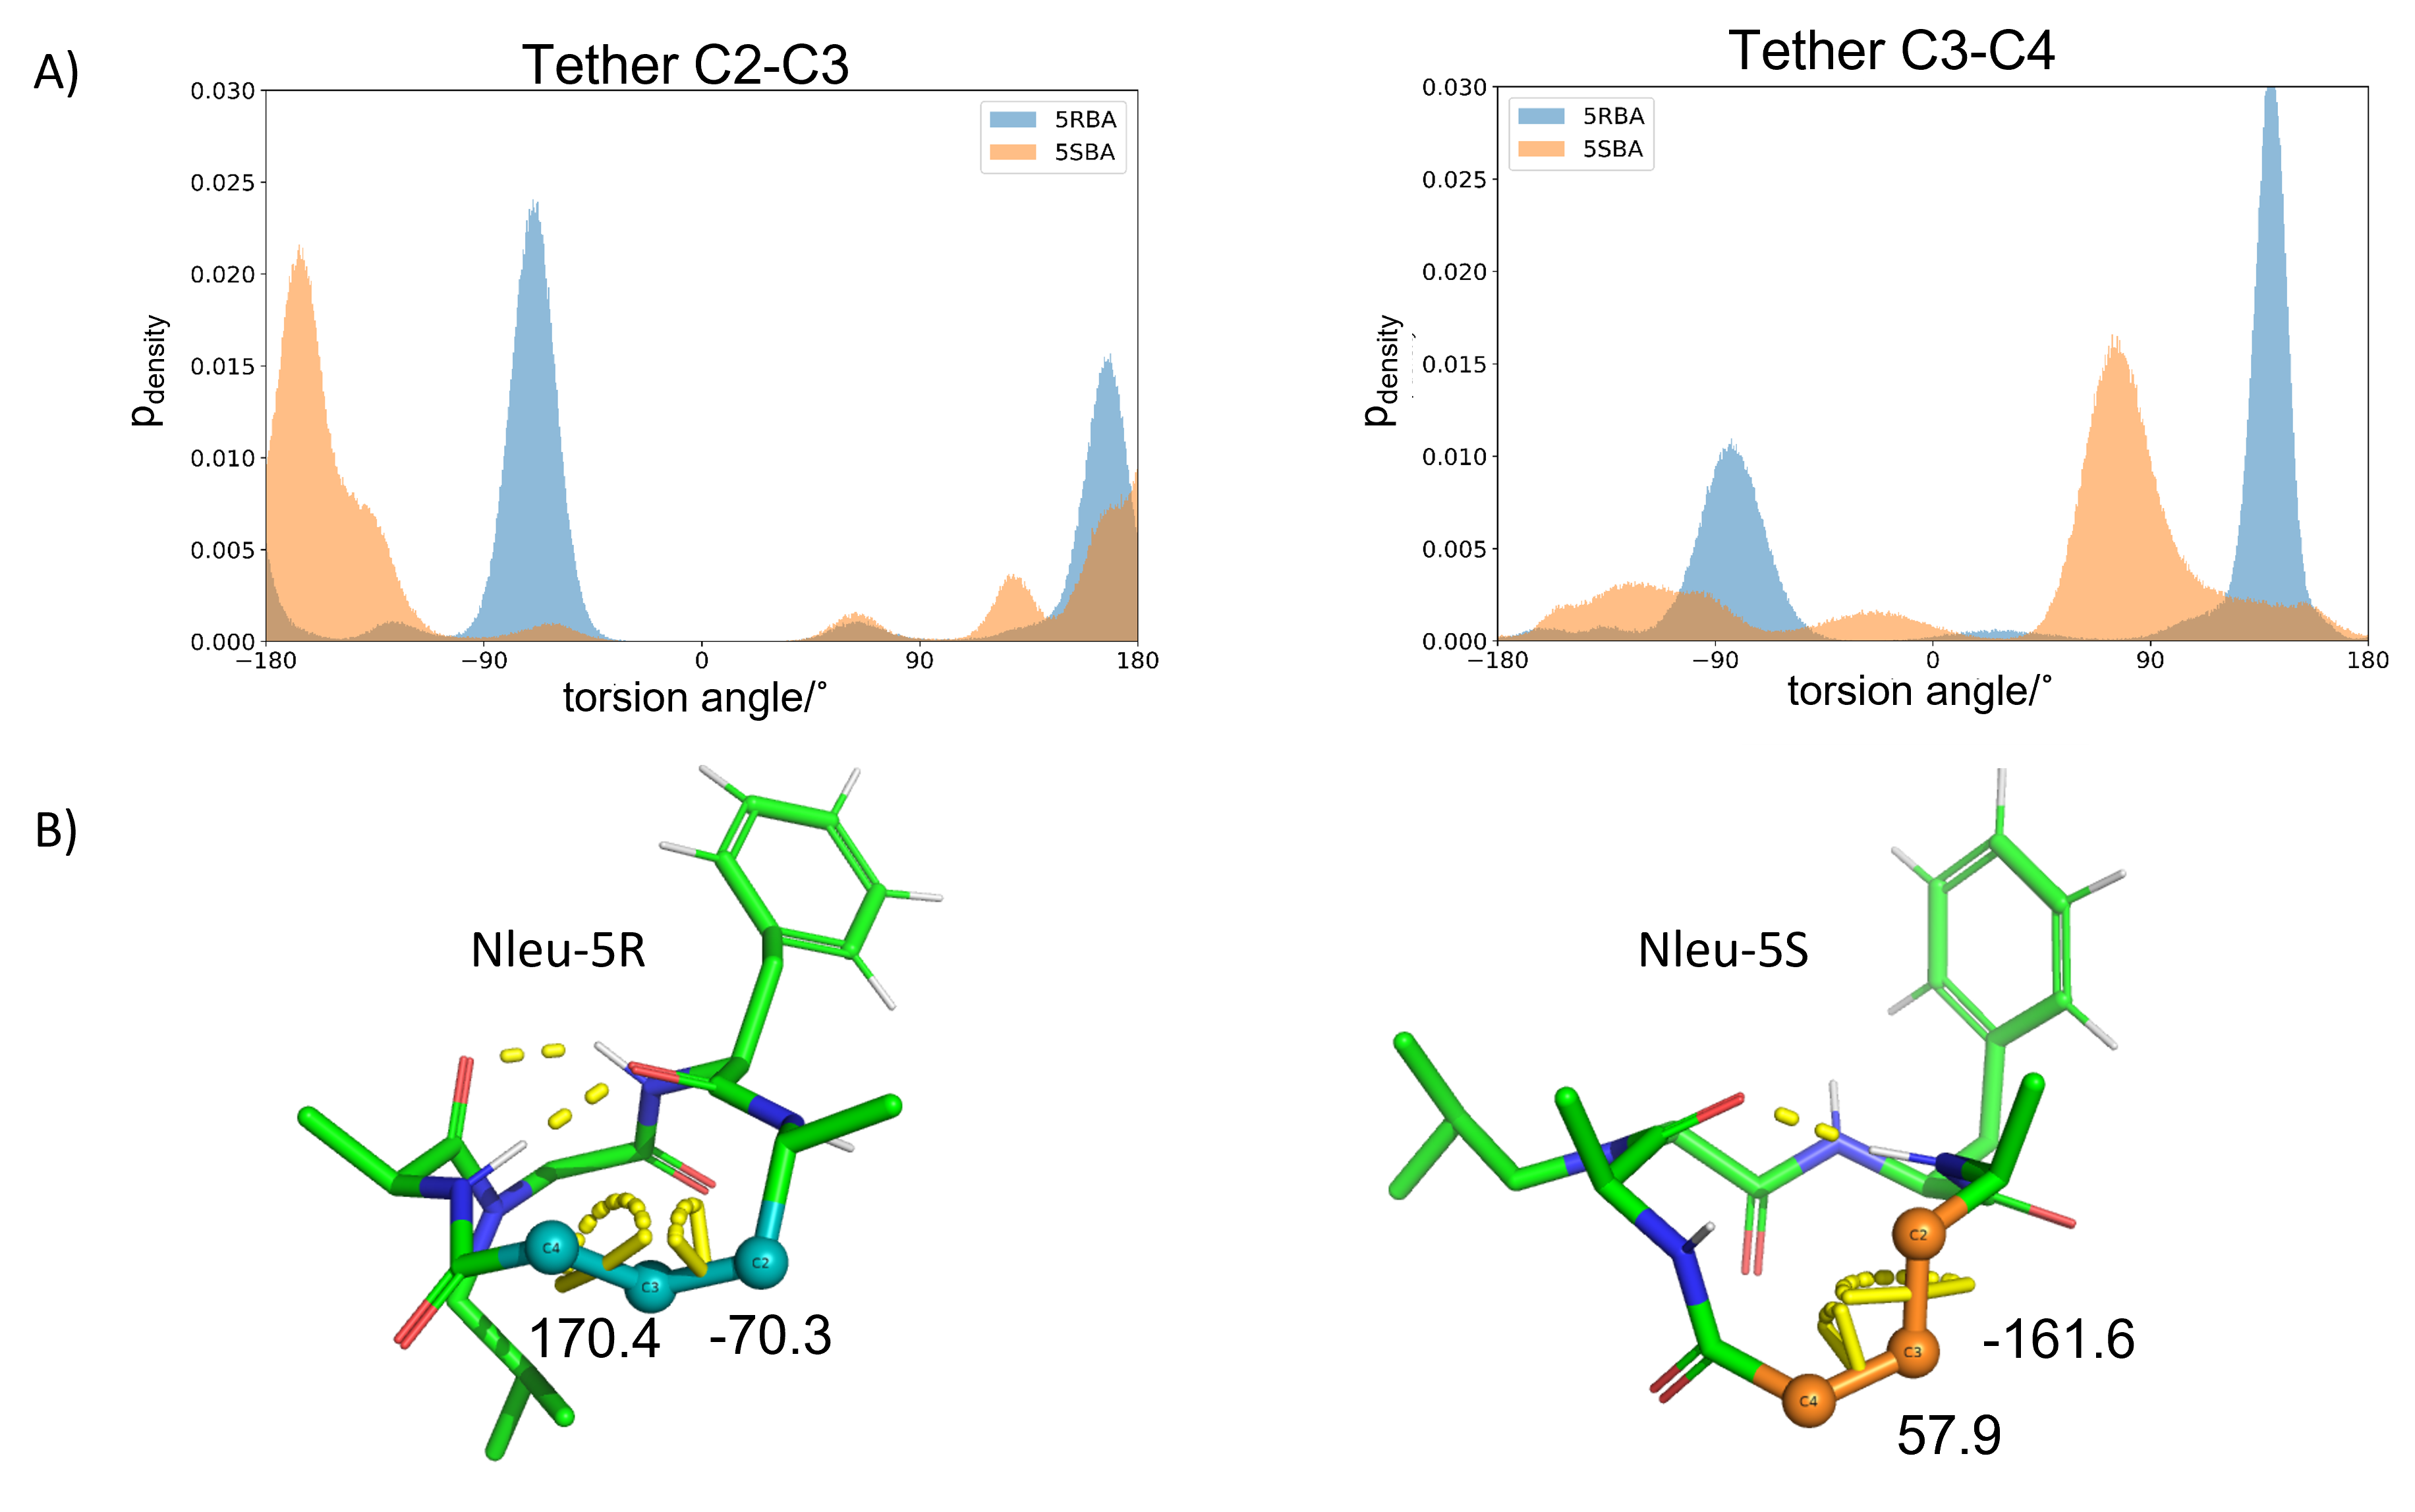 A)
Tether C2-C3
0.030
0.025
0.020
0.015
0.010
0.005
0.000
−180 −90 0 90 180
pdensity
torsion angle/°
5RBA
5SBA
Tether C3-C4
0.030
0.025
0.020
0.015
0.010
0.005
0.000
−180 −90 0 90 180
pdensity
torsion angle/°
5RBA
5SBA
B)
Nleu-5R
C4
C3
C2
170.4 -70.3
Nleu-5S
C2
C3
C4
-161.6
57.9